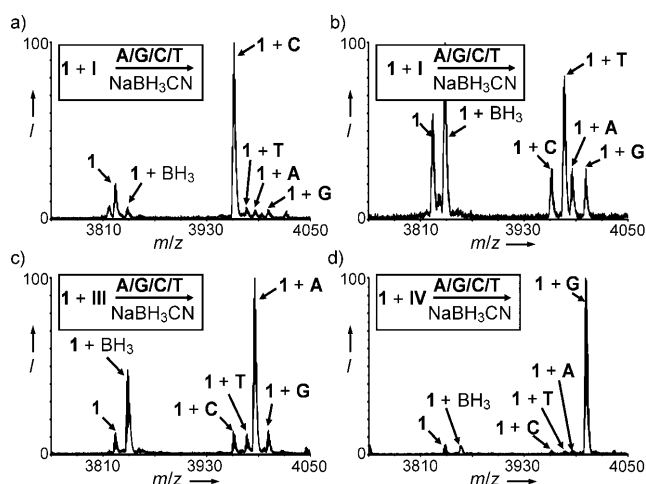 a)
100
1 + I A/G/C/T
NaBH3CN
1 + C
1
1 + BH3
1 + T
1 + A
1 + G
I
0
3810 3930 4050
m/z
b)
100
1 + I A/G/C/T
NaBH3CN
1 + T
1
1 + BH3
1 + C
1 + A
1 + G
I
0
3810 3930 4050
m/z
c)
100
1 + III A/G/C/T
NaBH3CN
1 + A
1 + BH3
1
1 + T
1 + C
1 + G
I
0
3810 3930 4050
m/z
d)
100
1 + IV A/G/C/T
NaBH3CN
1 + G
1 + A
1 + T
1 + C
1 + BH3
1
I
0
3810 3930 4050
m/z